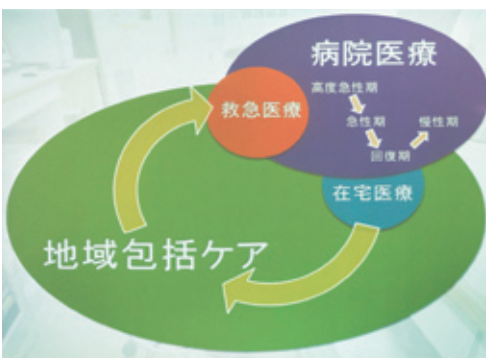 病院医療
高度急性期
救急医療
急性期
慢性期
回復期
在宅医療
地域包括ケア